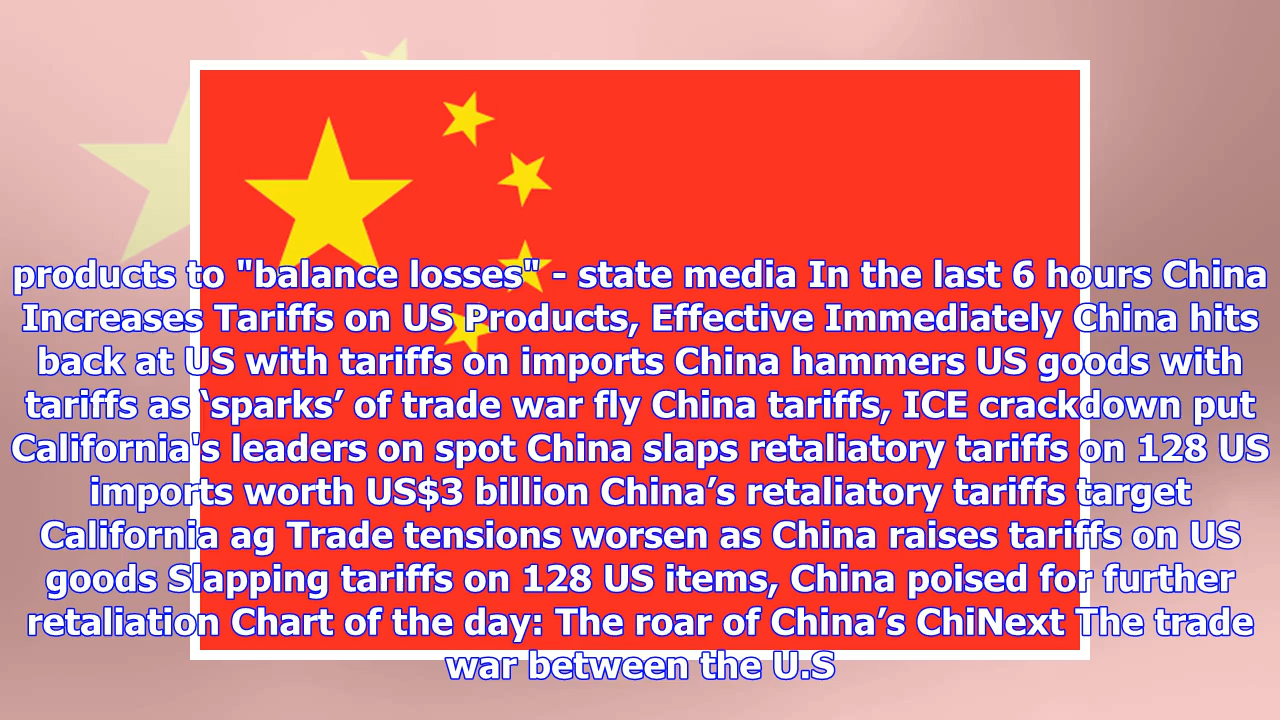 products to "balance losses" - state media In the last 6 hours China
Increases Tariffs on US Products, Effective Immediately China hits
back at US with tariffs on imports China hammers US goods with
tariffs as ‘sparks’ of trade war fly China tariffs, ICE crackdown put
California's leaders on spot China slaps retaliatory tariffs on 128 US
imports worth US$3 billion China’s retaliatory tariffs target
California ag Trade tensions worsen as China raises tariffs on US
goods Slapping tariffs on 128 US items, China poised for further
retaliation Chart of the day: The roar of China’s ChiNext The trade
war between the U.S